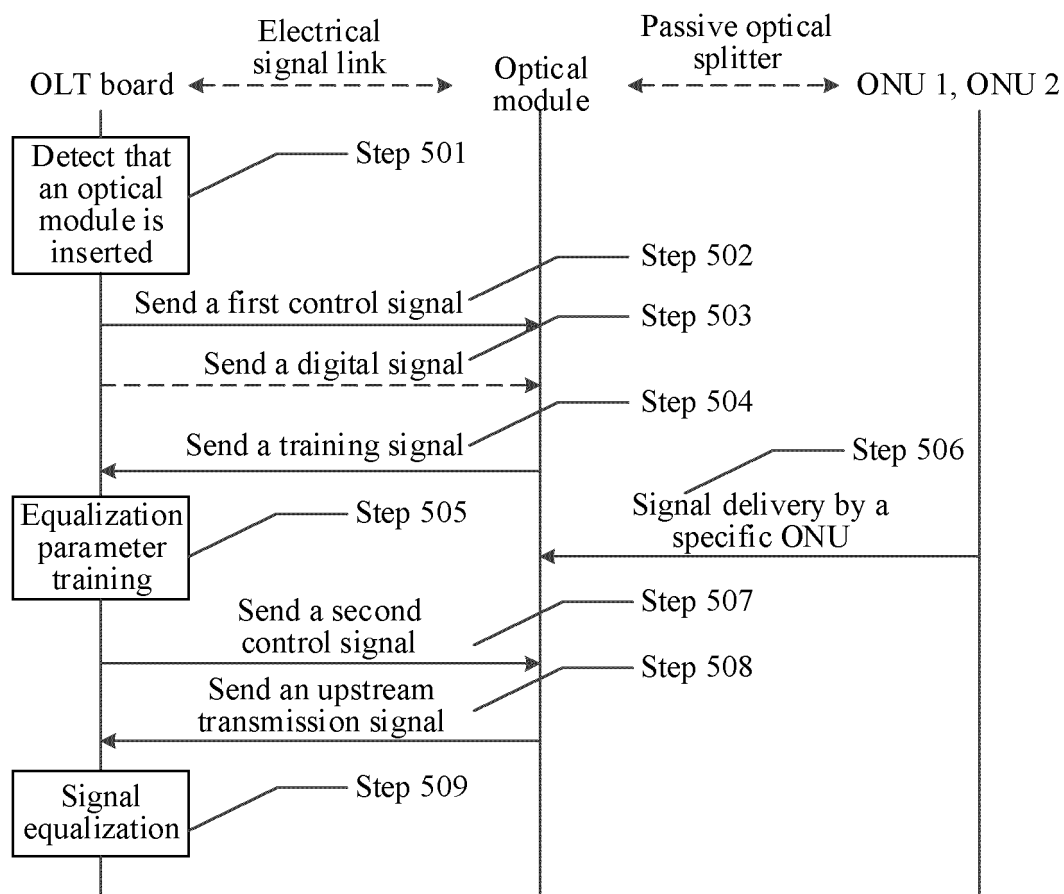 Electrical
signal link
Passive optical
splitter
OLT board
Optical
module
ONU 1, ONU 2
Detect that
an optical
module is
inserted
Step 501
Step 502
Send a first control signal
Step 503
Send a digital signal
Step 504
Send a training signal
Step 506
Signal delivery by a
specific ONU
Equalization
parameter
training
Step 505
Send a second
control signal
Step 507
Step 508
Send an upstream
transmission signal
Signal
equalization
Step 509